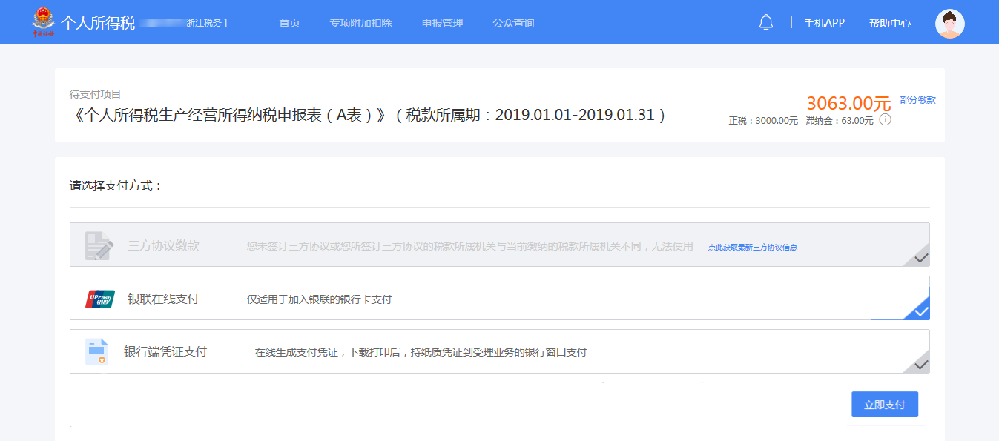 个人所得税 浙江税务 ] 首页 专项附加扣除 申报管理 公众查询 手机APP 帮助中心
待支付项目
《个人所得税生产经营所得纳税申报表（A表）》（税款所属期：2019.01.01-2019.01.31）
3063.00元 部分缴款
正税：3000.00元 滞纳金：63.00元
请选择支付方式：
三方协议缴款 您未签订三方协议或您所签订三方协议的税款所属机关与当前缴纳的税款所属机关不同，无法使用 点此获取最新三方协议信息
UPcash 银联在线支付 仅适用于加入银联的银行卡支付
银行端凭证支付 在线生成支付凭证，下载打印后，持纸质凭证到受理业务的银行窗口支付
立即支付